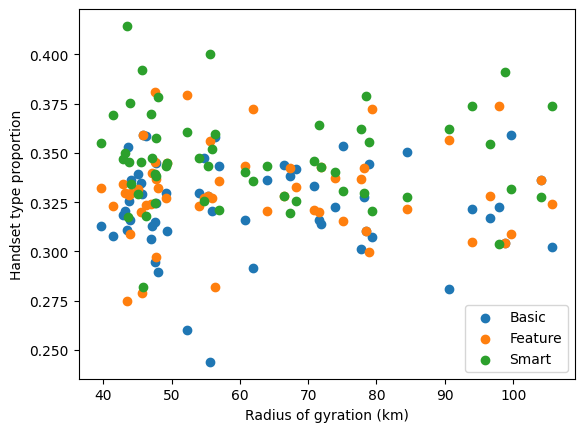 Handset type proportion
0.400
0.375
0.350
0.325
0.300
0.275
0.250
Basic
Feature
Smart
40 50 60 70 80 90 100
Radius of gyration (km)